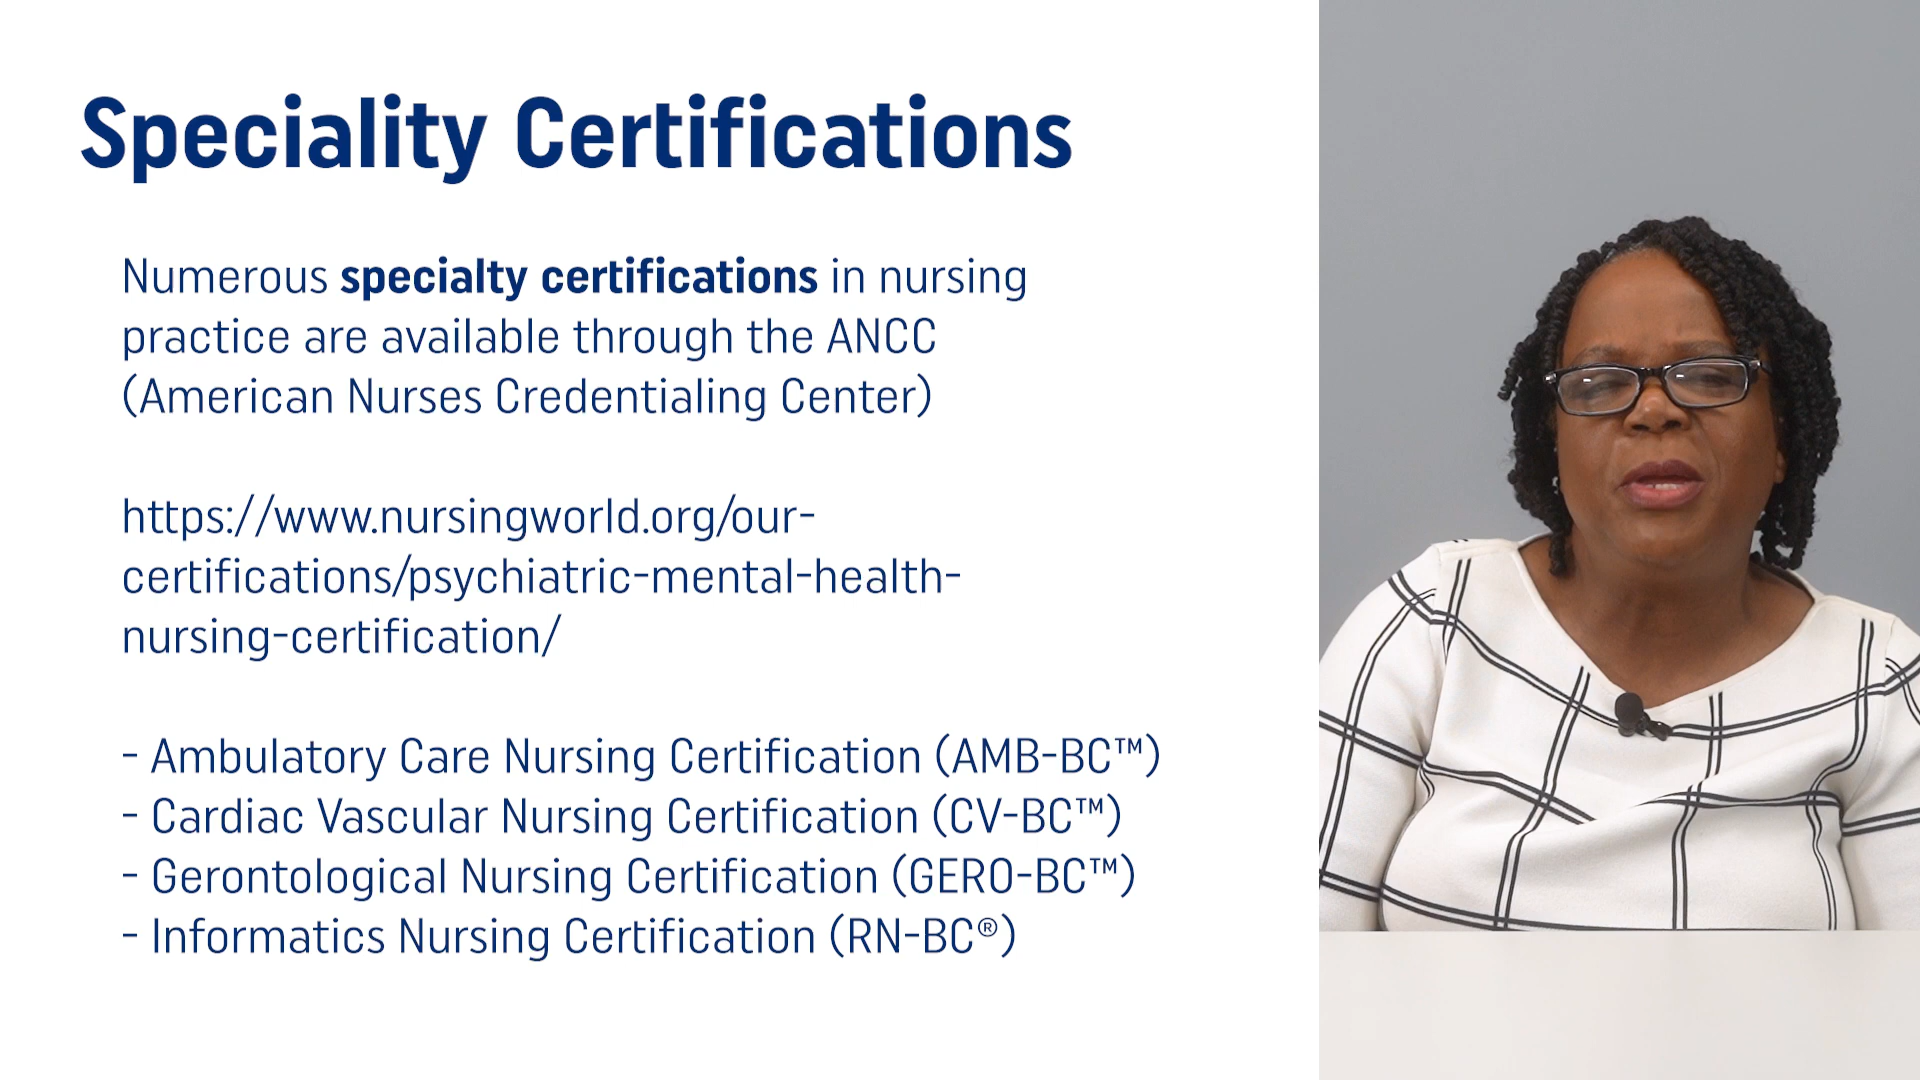 Speciality Certifications
Numerous specialty certifications in nursing
practice are available through the ANCC
(American Nurses Credentialing Center)
https://www.nursingworld.org/our-
certifications/psychiatric-mental-health-
nursing-certification/
- Ambulatory Care Nursing Certification (AMB-BC™)
- Cardiac Vascular Nursing Certification (CV-BC™)
- Gerontological Nursing Certification (GERO-BC™)
- Informatics Nursing Certification (RN-BC®)